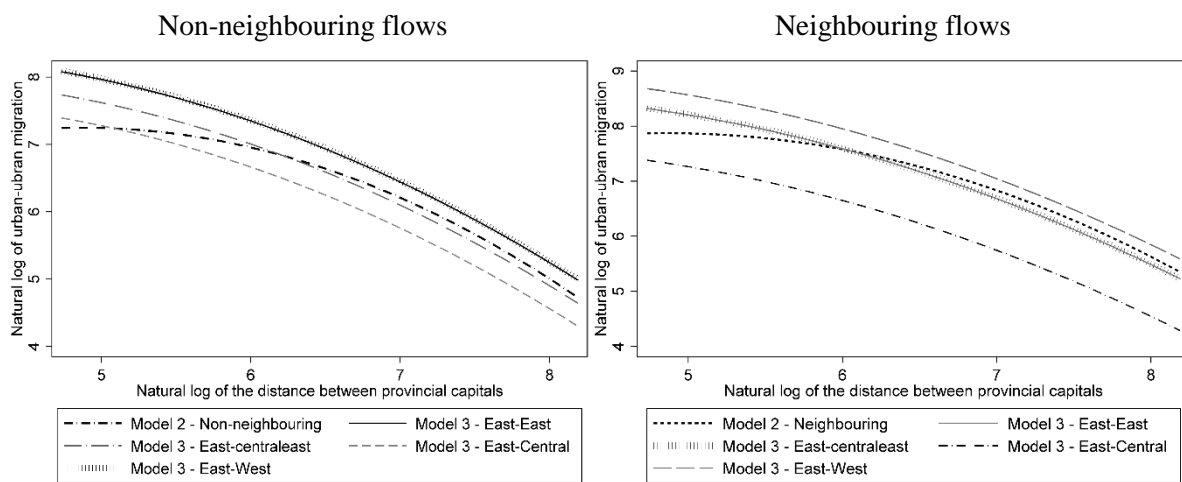 Non-neighbouring flows
Natural log of urban-ubran migration
8
7
6
5
4
5 6 7 8
Natural log of the distance between provincial capitals
Model 2 - Non-neighbouring Model 3 - East-East
Model 3 - East-centraleast Model 3 - East-Central
Model 3 - East-West
Neighbouring flows
Natural log of urban-ubran migration
9
8
7
6
5
4
5 6 7 8
Natural log of the distance between provincial capitals
Model 2 - Neighbouring Model 3 - East-East
Model 3 - East-centraleast Model 3 - East-Central
Model 3 - East-West